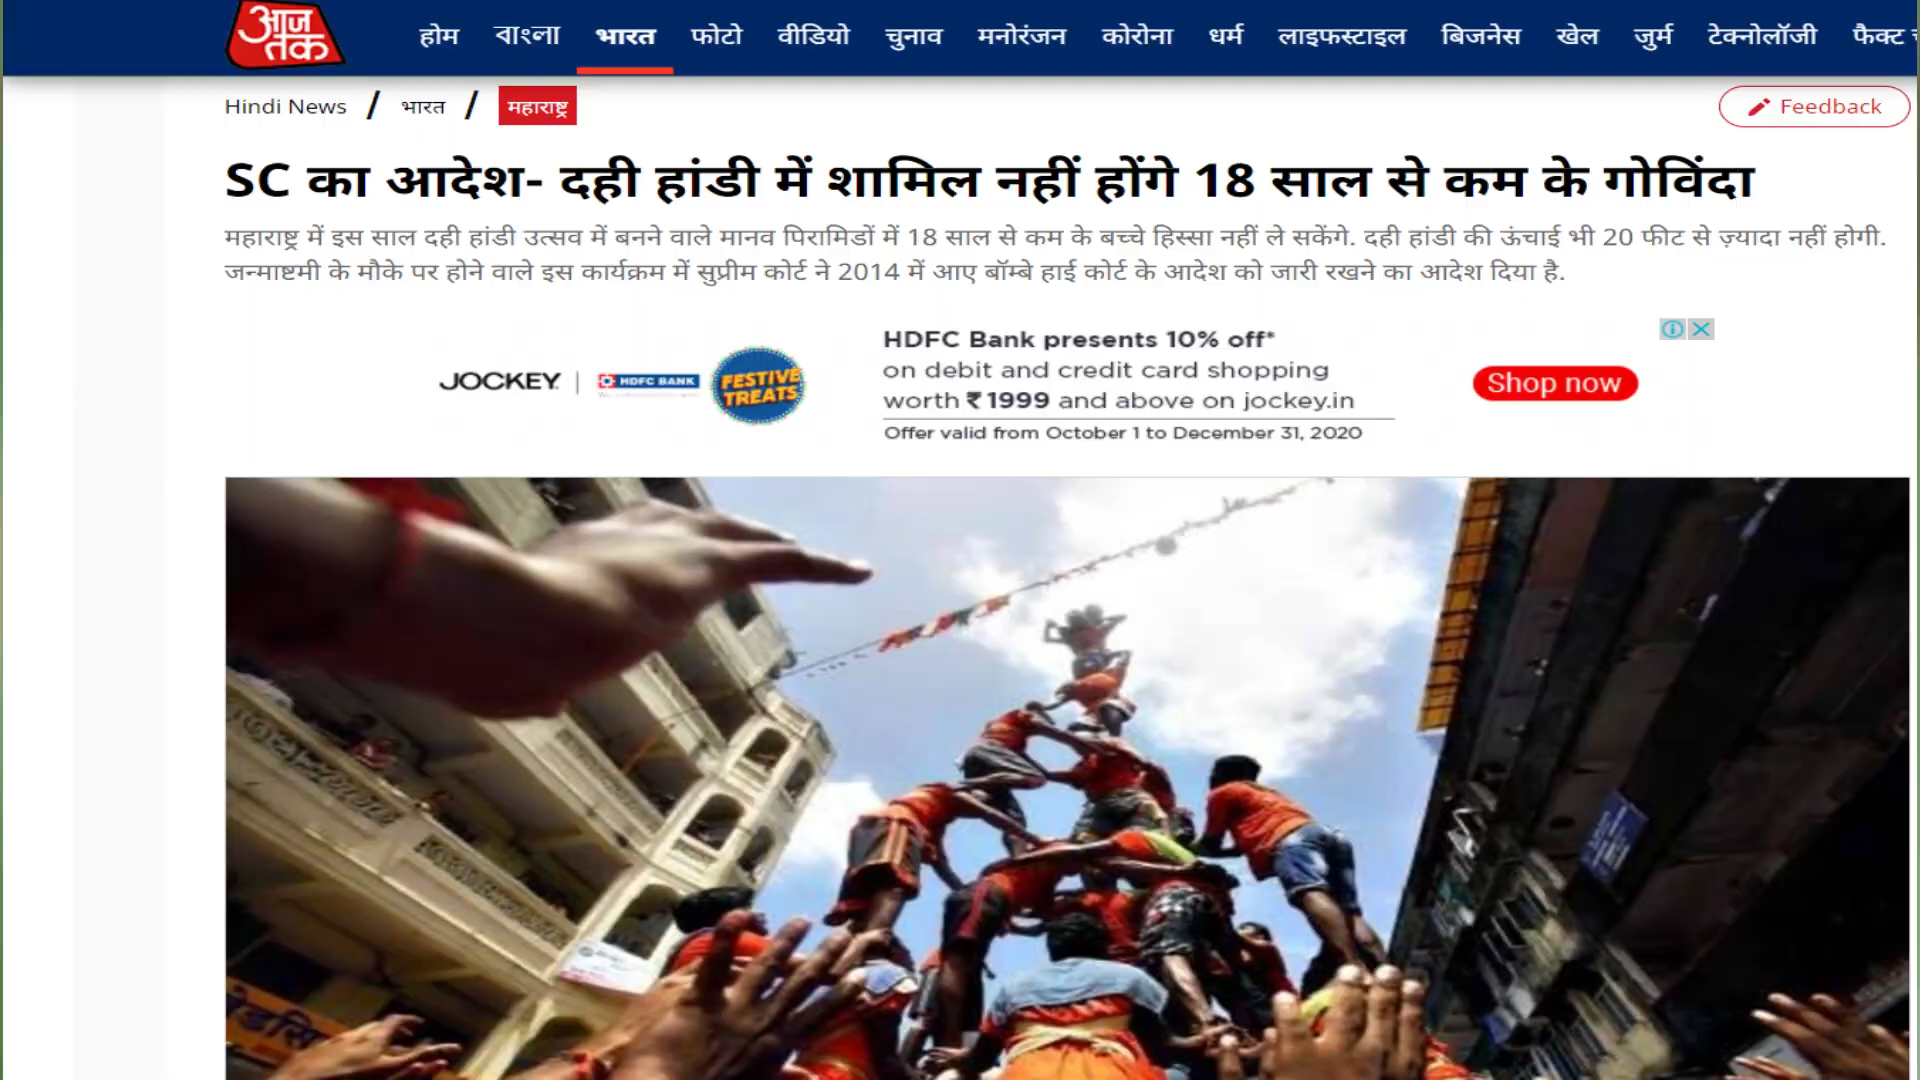 आज
तक
होम বাংলা भारत फोटो वीडियो चुनाव मनोरंजन कोरोना धर्म लाइफस्टाइल बिजनेस खेल जुर्म टेक्नोलॉजी फैक्ट
Hindi News / भारत / महाराष्ट्र
Feedback
SC का आदेश- दही हांडी में शामिल नहीं होंगे 18 साल से कम के गोविंदा
महाराष्ट्र में इस साल दही हांडी उत्सव में बनने वाले मानव पिरामिडों में 18 साल से कम के बच्चे हिस्सा नहीं ले सकेंगे. दही हांडी की ऊंचाई भी 20 फीट से ज़्यादा नहीं होगी.
जन्माष्टमी के मौके पर होने वाले इस कार्यक्रम में सुप्रीम कोर्ट ने 2014 में आए बॉम्बे हाई कोर्ट के आदेश को जारी रखने का आदेश दिया है.
JOCKEY | HDFC BANK
FESTIVE
TREATS
HDFC Bank presents 10% off*
on debit and credit card shopping
worth ₹1999 and above on jockey.in
Offer valid from October 1 to December 31, 2020
Shop now